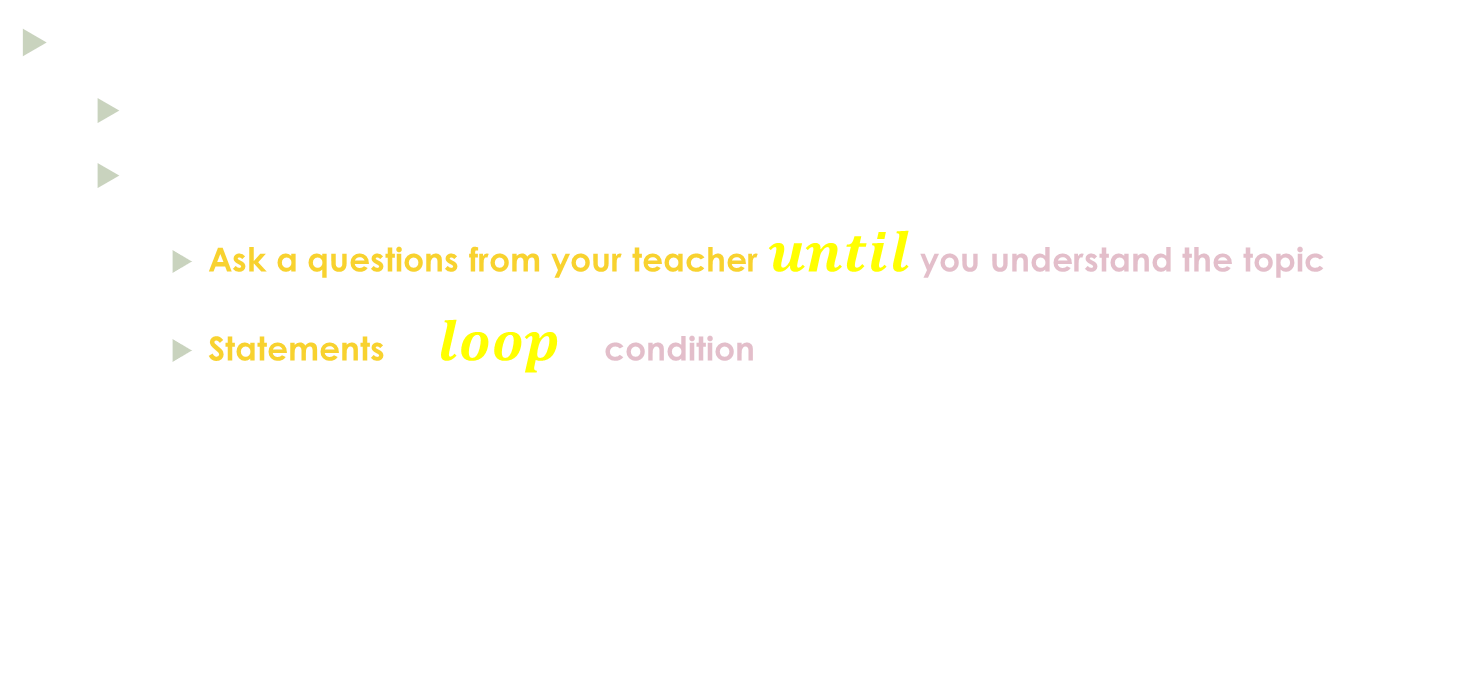 Ask a questions from your teacher until you understand the topic
Statements loop condition